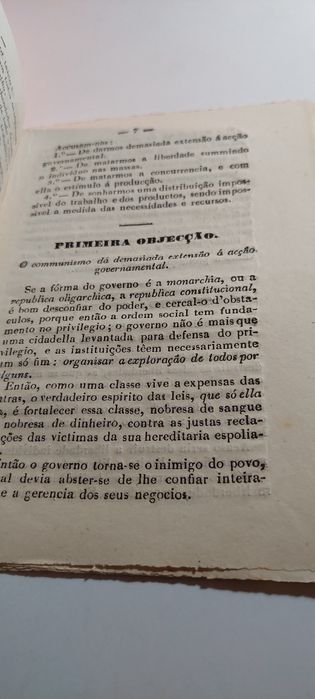 — 7 —
Accusam-nos:
1.º— De darmos demasiada extensão á acção
governamental.
2.º— De matarmos a liberdade sumindo
o individuo nas massas.
3.º— De matarmos a concurrencia, e com
ella o estimulo á producção.
4.º— De sonharmos uma distribuição impos-
sivel do trabalho e dos productos, sendo impos-
sivel a medida das necessidades e recursos.
PRIMEIRA OBJECÇÃO.
O communismo dá demasiada extensão á acção
governamental.
Se a fórma do governo é a monarchia, ou a
republica oligarchica, a republica constitucional,
é bom desconfiar do poder, e cercal-o d'obsta-
culos, porque então a ordem social tem funda-
mento no privilegio; o governo não é mais que
uma cidadella levantada para defensa do pri-
vilegio, e as instituições têem necessariamente
um só fim: organisar a exploração de todos por
alguns.
Então, como uma classe vive a expensas das
utras, o verdadeiro espirito das leis, que só ella
, é fortalecer essa classe, nobresa de sangue
nobresa de dinheiro, contra as justas recla-
ções das victimas da sua hereditaria espolia-
ntão o governo torna-se o inimigo do povo,
al devia abster-se de lhe confiar inteira-
e a gerencia dos seus negocios.